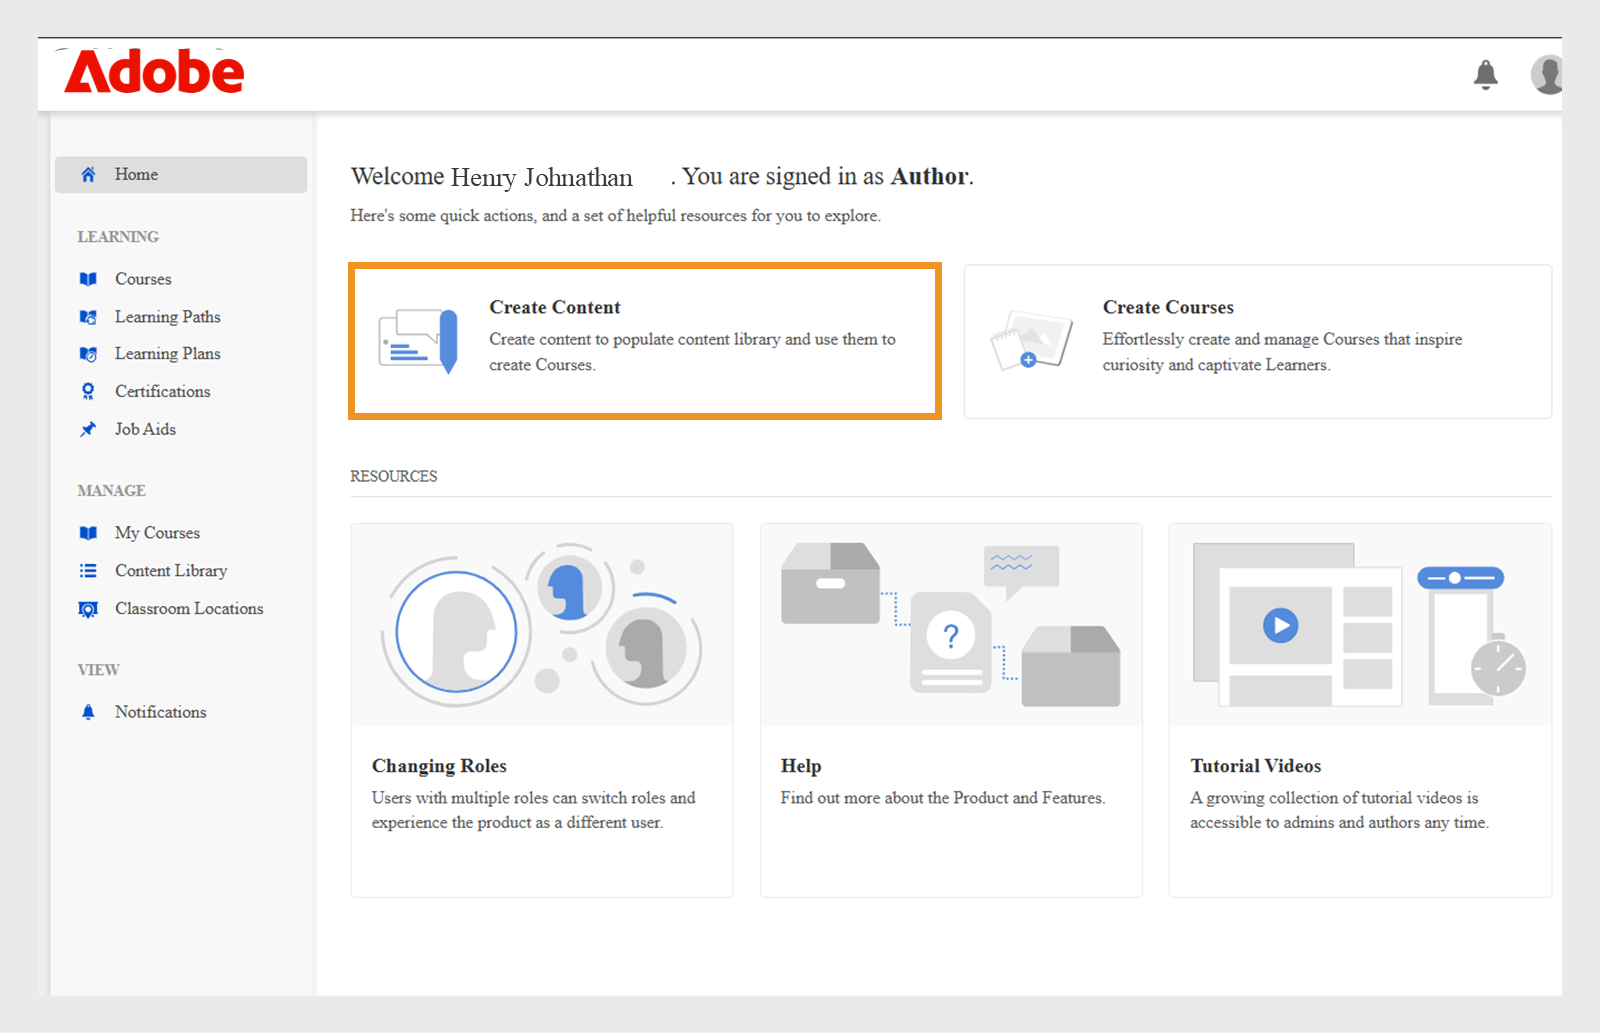 Adobe
Home
LEARNING
Courses
Learning Paths
Learning Plans
Certifications
Job Aids
MANAGE
My Courses
Content Library
Classroom Locations
VIEW
Notifications
Welcome Henry Johnathan . You are signed in as Author.
Here's some quick actions, and a set of helpful resources for you to explore.
Create Content
Create content to populate content library and use them to
create Courses.
Create Courses
Effortlessly create and manage Courses that inspire
curiosity and captivate Learners.
RESOURCES
Changing Roles
Users with multiple roles can switch roles and
experience the product as a different user.
?
Help
Find out more about the Product and Features.
Tutorial Videos
A growing collection of tutorial videos is
accessible to admins and authors any time.